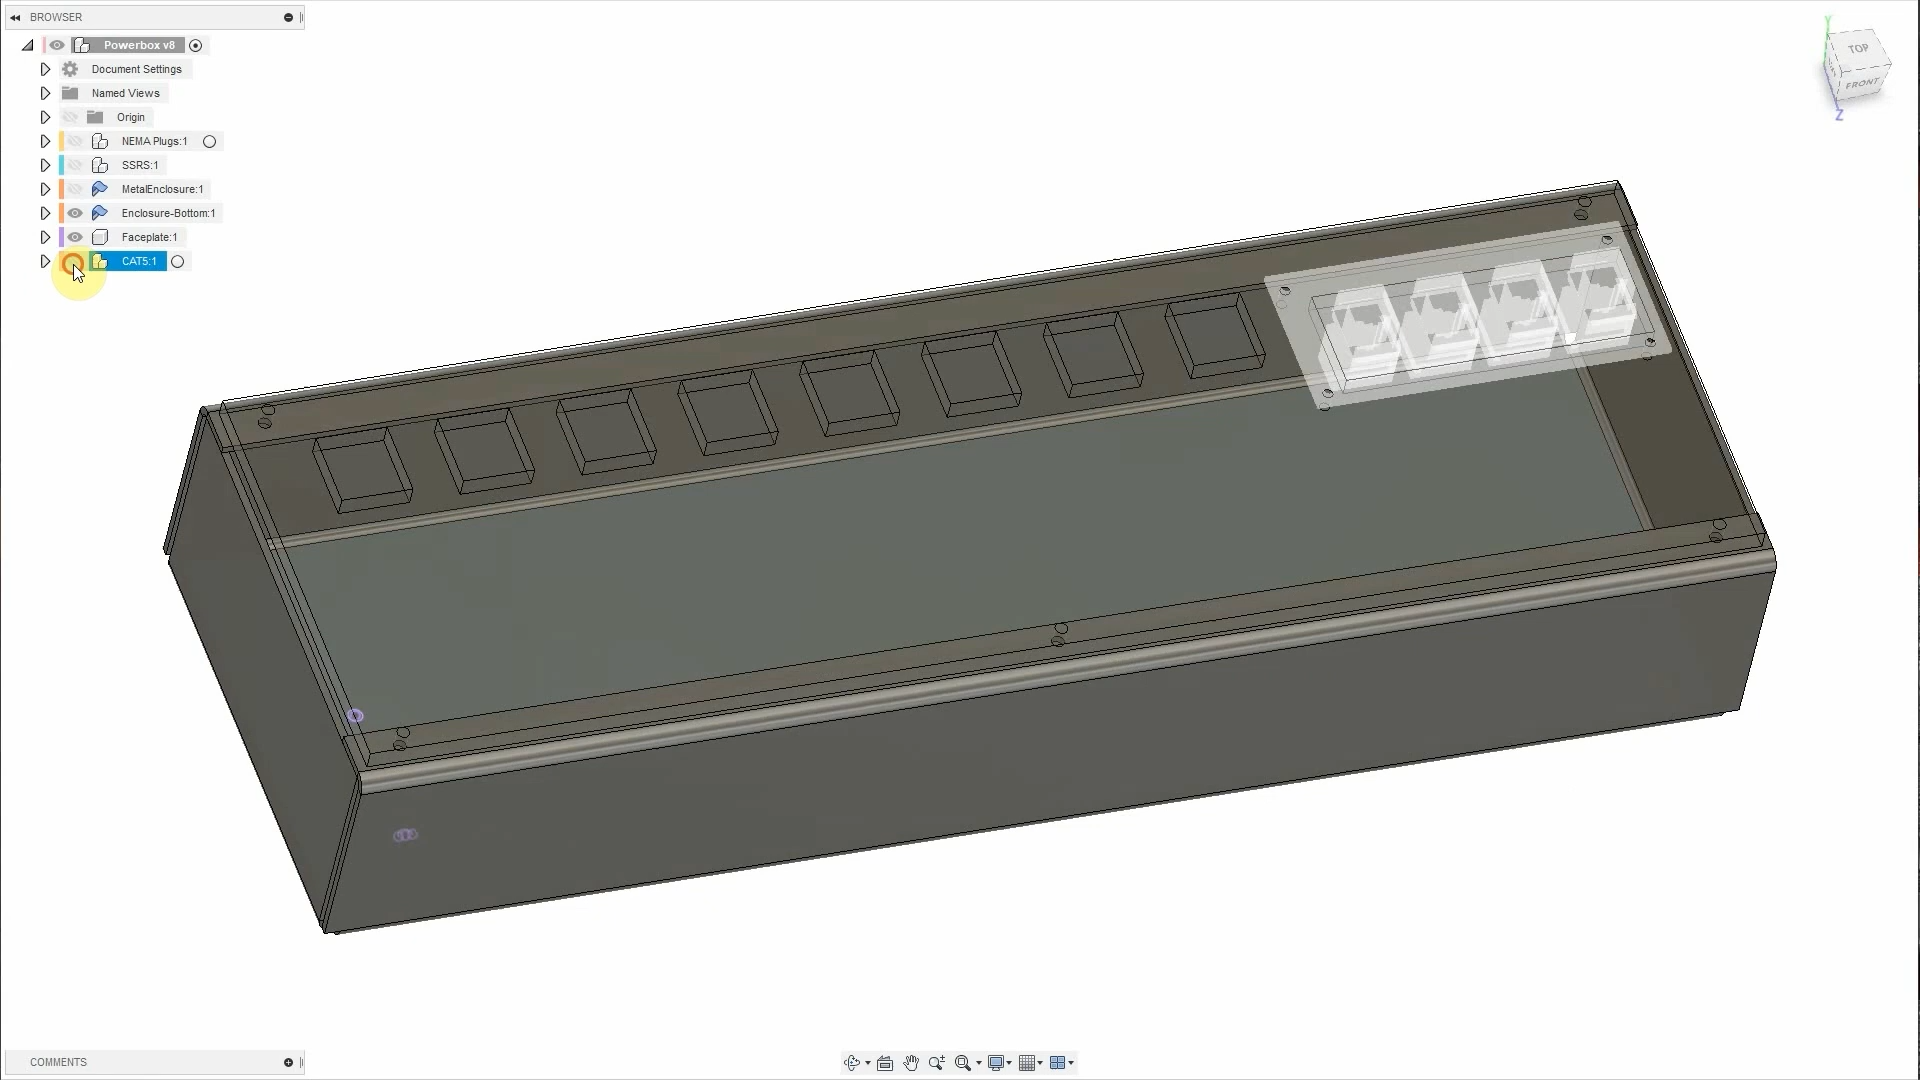 BROWSER
Powerbox v8
Document Settings
Named Views
Origin
NEMA Plugs:1
SSRS:1
MetalEnclosure:1
Enclosure-Bottom:1
Faceplate:1
CAT5:1
Y
TOP
FRONT
Z
COMMENTS